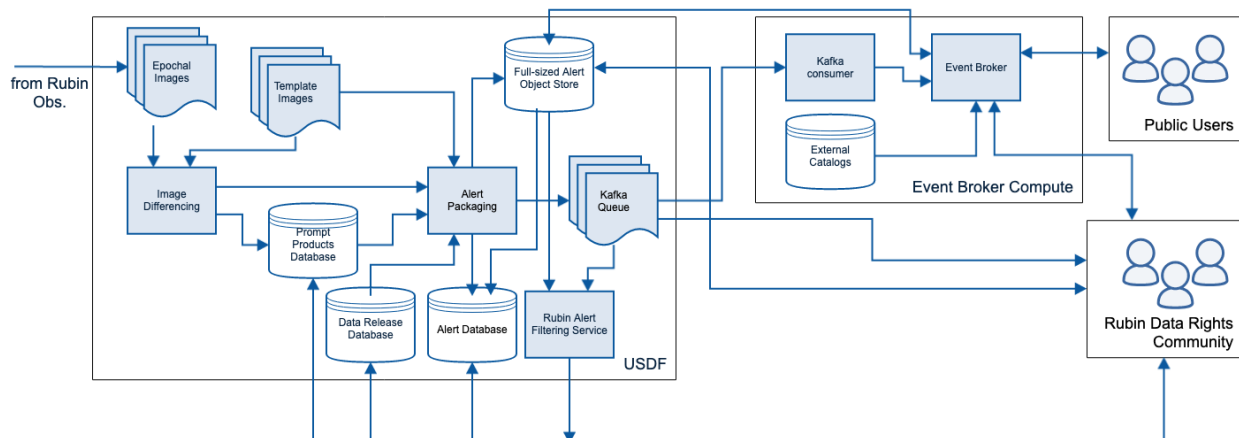 from Rubin
Obs.
Epochal
Images
Template
Images
Full-sized Alert
Object Store
Kafka
consumer
Event Broker
Public Users
External
Catalogs
Event Broker Compute
Image
Differencing
Alert
Packaging
Kafka
Queue
Prompt
Products
Database
Data Release
Database
Alert Database
Rubin Alert
Filtering Service
USDF
Rubin Data Rights
Community